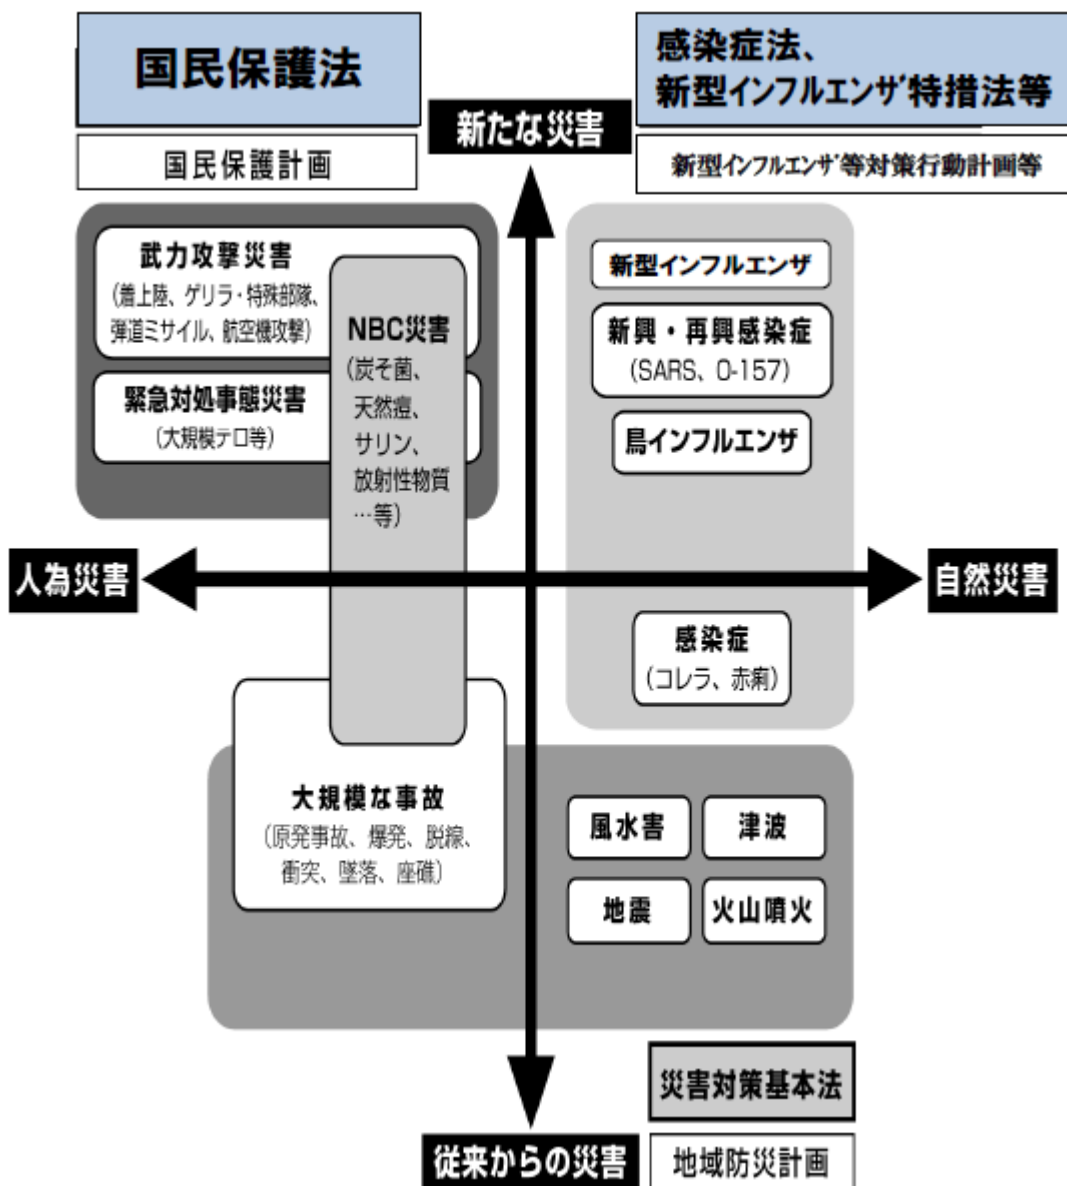 国民保護法
国民保護計画
感染症法、
新型インフルエンザ特措法等
新型インフルエンザ等対策行動計画等
新たな災害
武力攻撃災害
(着上陸、ゲリラ・特殊部隊、
弾道ミサイル、航空機攻撃)
緊急対処事態災害
(大規模テロ等)
NBC災害
(炭そ菌、
天然痘、
サリン、
放射性物質
…等)
新型インフルエンザ
新興・再興感染症
(SARS、O-157)
鳥インフルエンザ
人為災害
自然災害
感染症
(コレラ、赤痢)
大規模な事故
(原発事故、爆発、脱線、
衝突、墜落、座礁)
風水害
津波
地震
火山噴火
災害対策基本法
従来からの災害
地域防災計画